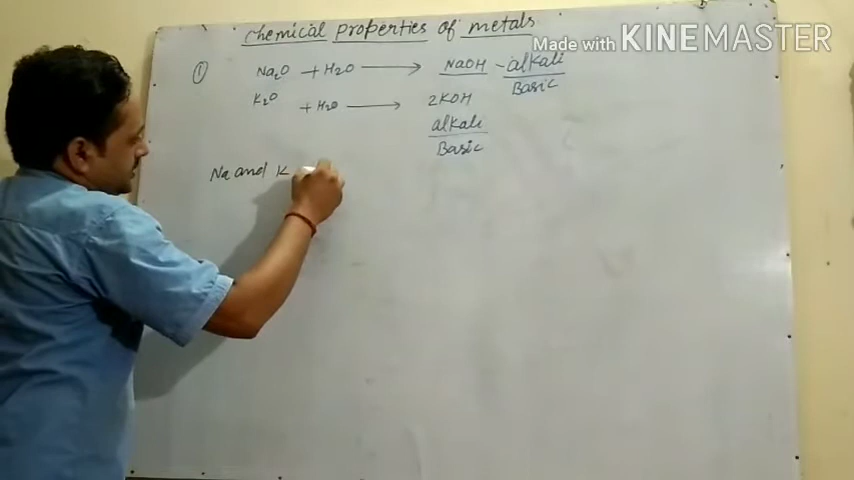 chemical properties of metals
Made with KINEMASTER
① Na₂O + H₂O ⟶ NaOH - alkali
Basic
K₂O + H₂O ⟶ 2KOH
alkali
Basic
Na and K